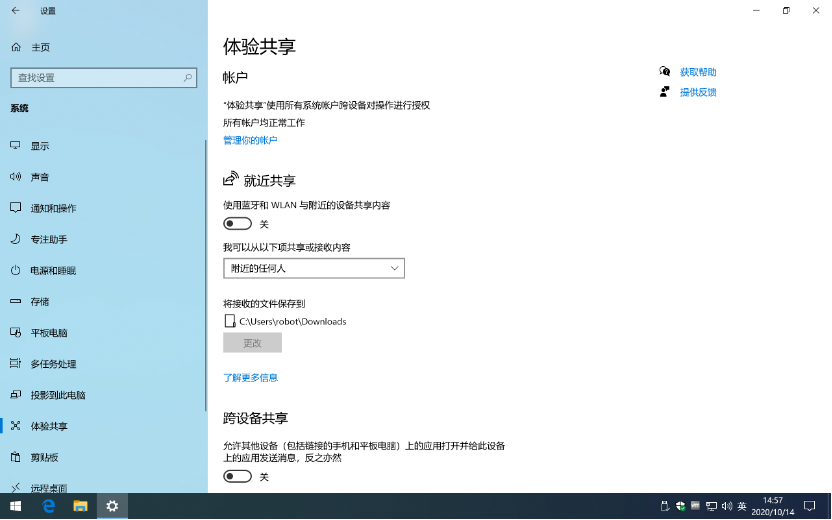 设置
主页
查找设置
系统
显示
声音
通知和操作
专注助手
电源和睡眠
存储
平板电脑
多任务处理
投影到此电脑
体验共享
剪贴板
远程桌面
体验共享
帐户
"体验共享"使用所有系统帐户跨设备对操作进行授权
所有帐户均正常工作
管理你的帐户
就近共享
使用蓝牙和 WLAN 与附近的设备共享内容
关
我可以从以下项共享或接收内容
附近的任何人
将接收的文件保存到
C:\Users\robot\Downloads
更改
了解更多信息
跨设备共享
允许其他设备（包括链接的手机和平板电脑）上的应用打开并给此设备
上的应用发送消息，反之亦然
关
获取帮助
提供反馈
英
14:57
2020/10/14